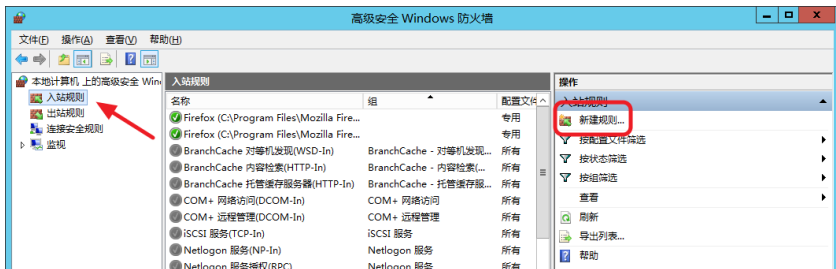 高级安全 Windows 防火墙
文件(F) 操作(A) 查看(V) 帮助(H)
本地计算机 上的高级安全 Win
入站规则
出站规则
连接安全规则
监视
入站规则
名称 组 配置文件
Firefox (C:\Program Files\Mozilla Fire... 专用
Firefox (C:\Program Files\Mozilla Fire... 专用
BranchCache 对等机发现(WSD-In) BranchCache - 对等机发现... 所有
BranchCache 内容检索(HTTP-In) BranchCache - 内容检索(... 所有
BranchCache 托管缓存服务器(HTTP-In) BranchCache - 托管缓存服... 所有
COM+ 网络访问(DCOM-In) COM+ 网络访问 所有
COM+ 远程管理(DCOM-In) COM+ 远程管理 所有
iSCSI 服务(TCP-In) iSCSI 服务 所有
Netlogon 服务(NP-In) Netlogon 服务 所有
Netlogon 服务授权(RPC) Netlogon 服务 所有
操作
入站规则
新建规则...
按配置文件筛选
按状态筛选
按组筛选
查看
刷新
导出列表...
帮助